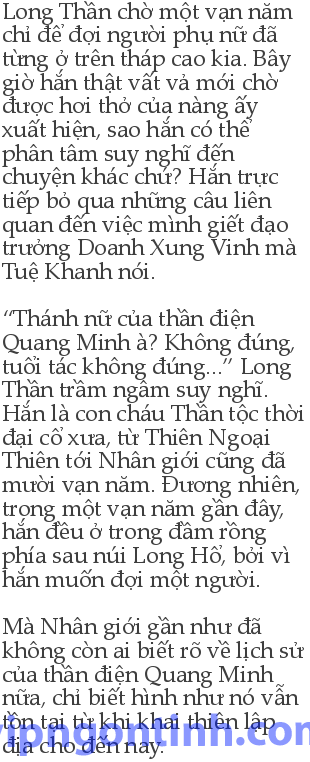 Long Thần chờ một vạn năm
chỉ để đợi người phụ nữ đã
từng ở trên tháp cao kia. Bây
giờ hắn thật vất vả mới chờ
được hơi thở của nàng ấy
xuất hiện, sao hắn có thể
phân tâm suy nghĩ đến
chuyện khác chứ? Hắn trực
tiếp bỏ qua những câu liên
quan đến việc mình giết đạo
trưởng Doanh Xung Vinh mà
Tuệ Khanh nói.
“Thánh nữ của thần điện
Quang Minh à? Không đúng,
tuổi tác không đúng...” Long
Thần trầm ngâm suy nghĩ.
Hắn là con cháu Thần tộc thời
đại cổ xưa, từ Thiên Ngoại
Thiên tới Nhân giới cũng đã
mười vạn năm. Đương nhiên,
trong một vạn năm gần đây,
hắn đều ở trong đầm rồng
phía sau núi Long Hổ, bởi vì
hắn muốn đợi một người.
Mà Nhân giới gần như đã
không còn ai biết rõ về lịch sử
của thần điện Quang Minh
nữa, chỉ biết hình như nó vẫn
tồn tại từ khi khai thiên lập
địa cho đến nay.
vipngontinh.com